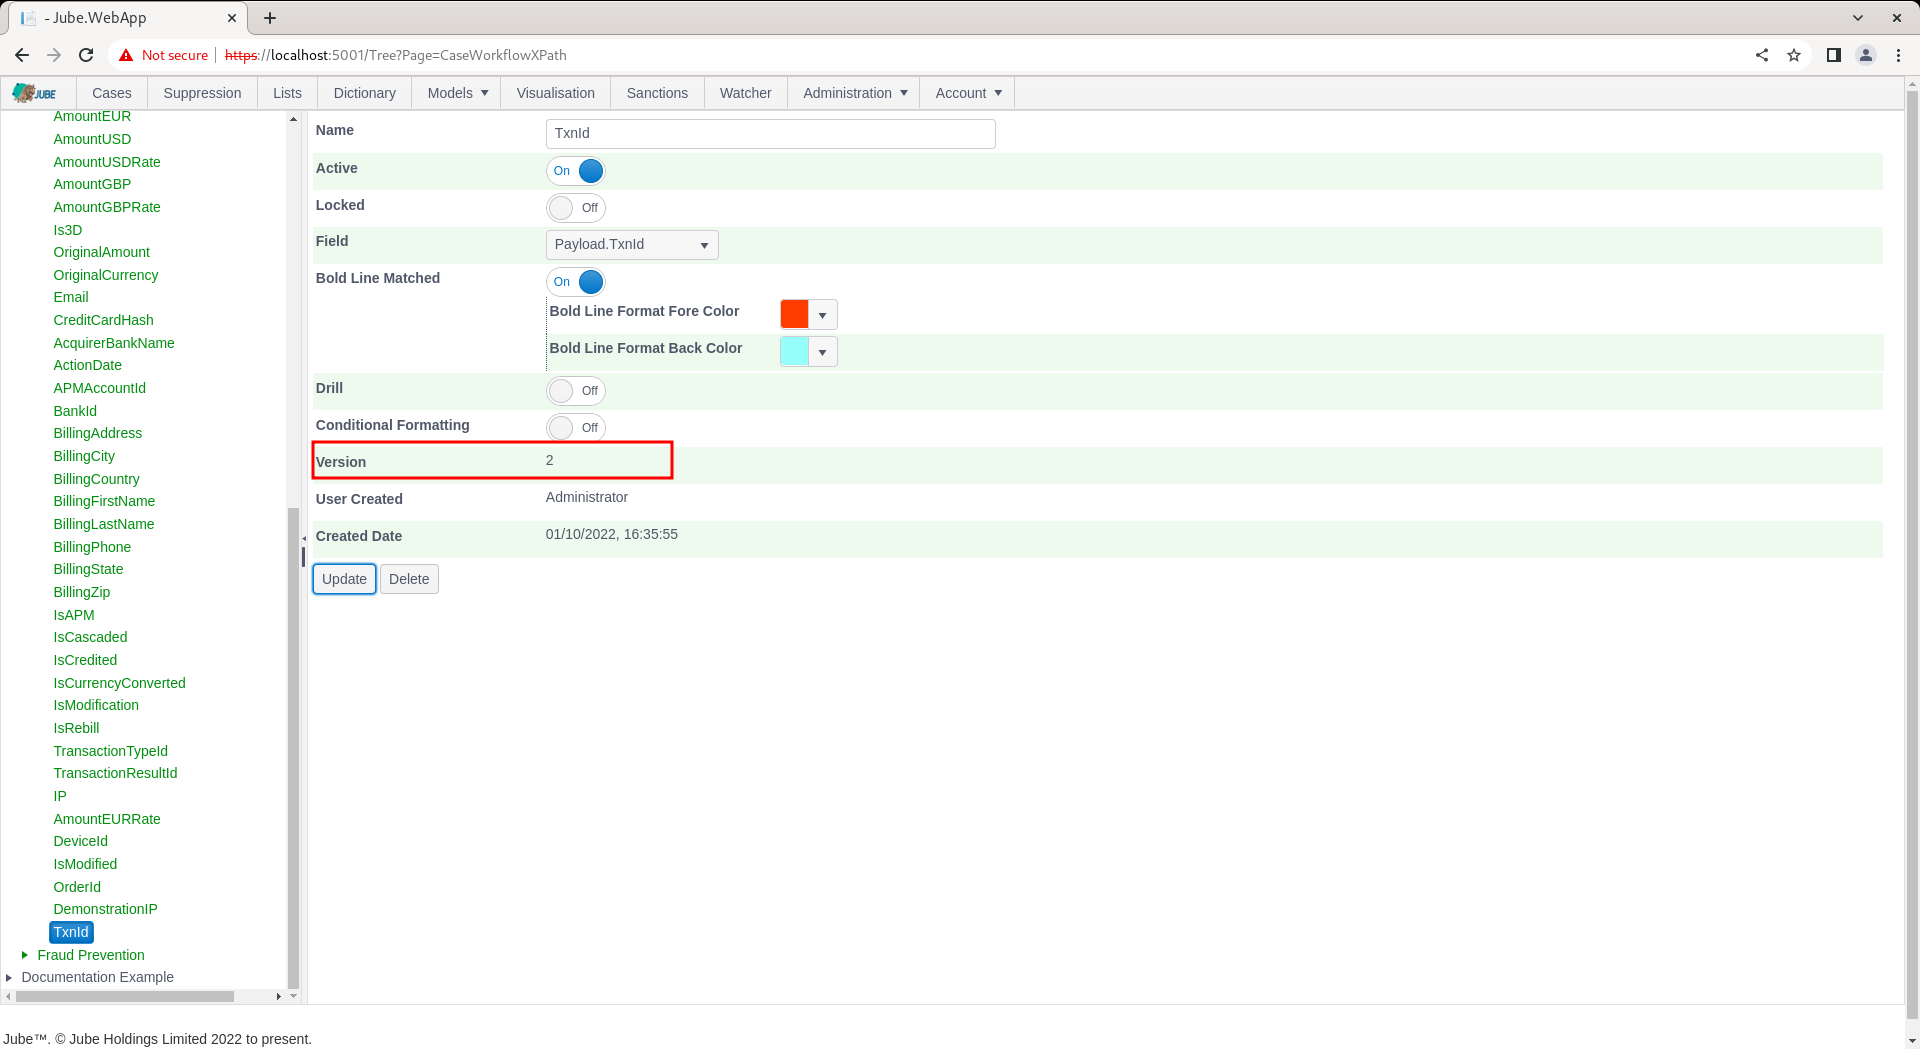 - Jube.WebApp
Not secure https://localhost:5001/Tree?Page=CaseWorkflowXPath
JUBE Cases Suppression Lists Dictionary Models Visualisation Sanctions Watcher Administration Account
AmountEUR
AmountUSD
AmountUSDRate
AmountGBP
AmountGBPRate
Is3D
OriginalAmount
OriginalCurrency
Email
CreditCardHash
AcquirerBankName
ActionDate
APMAccountId
BankId
BillingAddress
BillingCity
BillingCountry
BillingFirstName
BillingLastName
BillingPhone
BillingState
BillingZip
IsAPM
IsCascaded
IsCredited
IsCurrencyConverted
IsModification
IsRebill
TransactionTypeId
TransactionResultId
IP
AmountEURRate
DeviceId
IsModified
OrderId
DemonstrationIP
TxnId
Fraud Prevention
Documentation Example
Name TxnId
Active On
Locked Off
Field Payload.TxnId
Bold Line Matched On
Bold Line Format Fore Color
Bold Line Format Back Color
Drill Off
Conditional Formatting Off
Version 2
User Created Administrator
Created Date 01/10/2022, 16:35:55
Update Delete
Jube™. © Jube Holdings Limited 2022 to present.